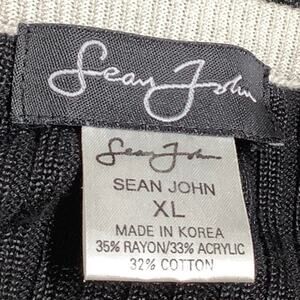 Sean John
Sean John
SEAN JOHN
XL
MADE IN KOREA
35% RAYON/33% ACRYLIC
32% COTTON